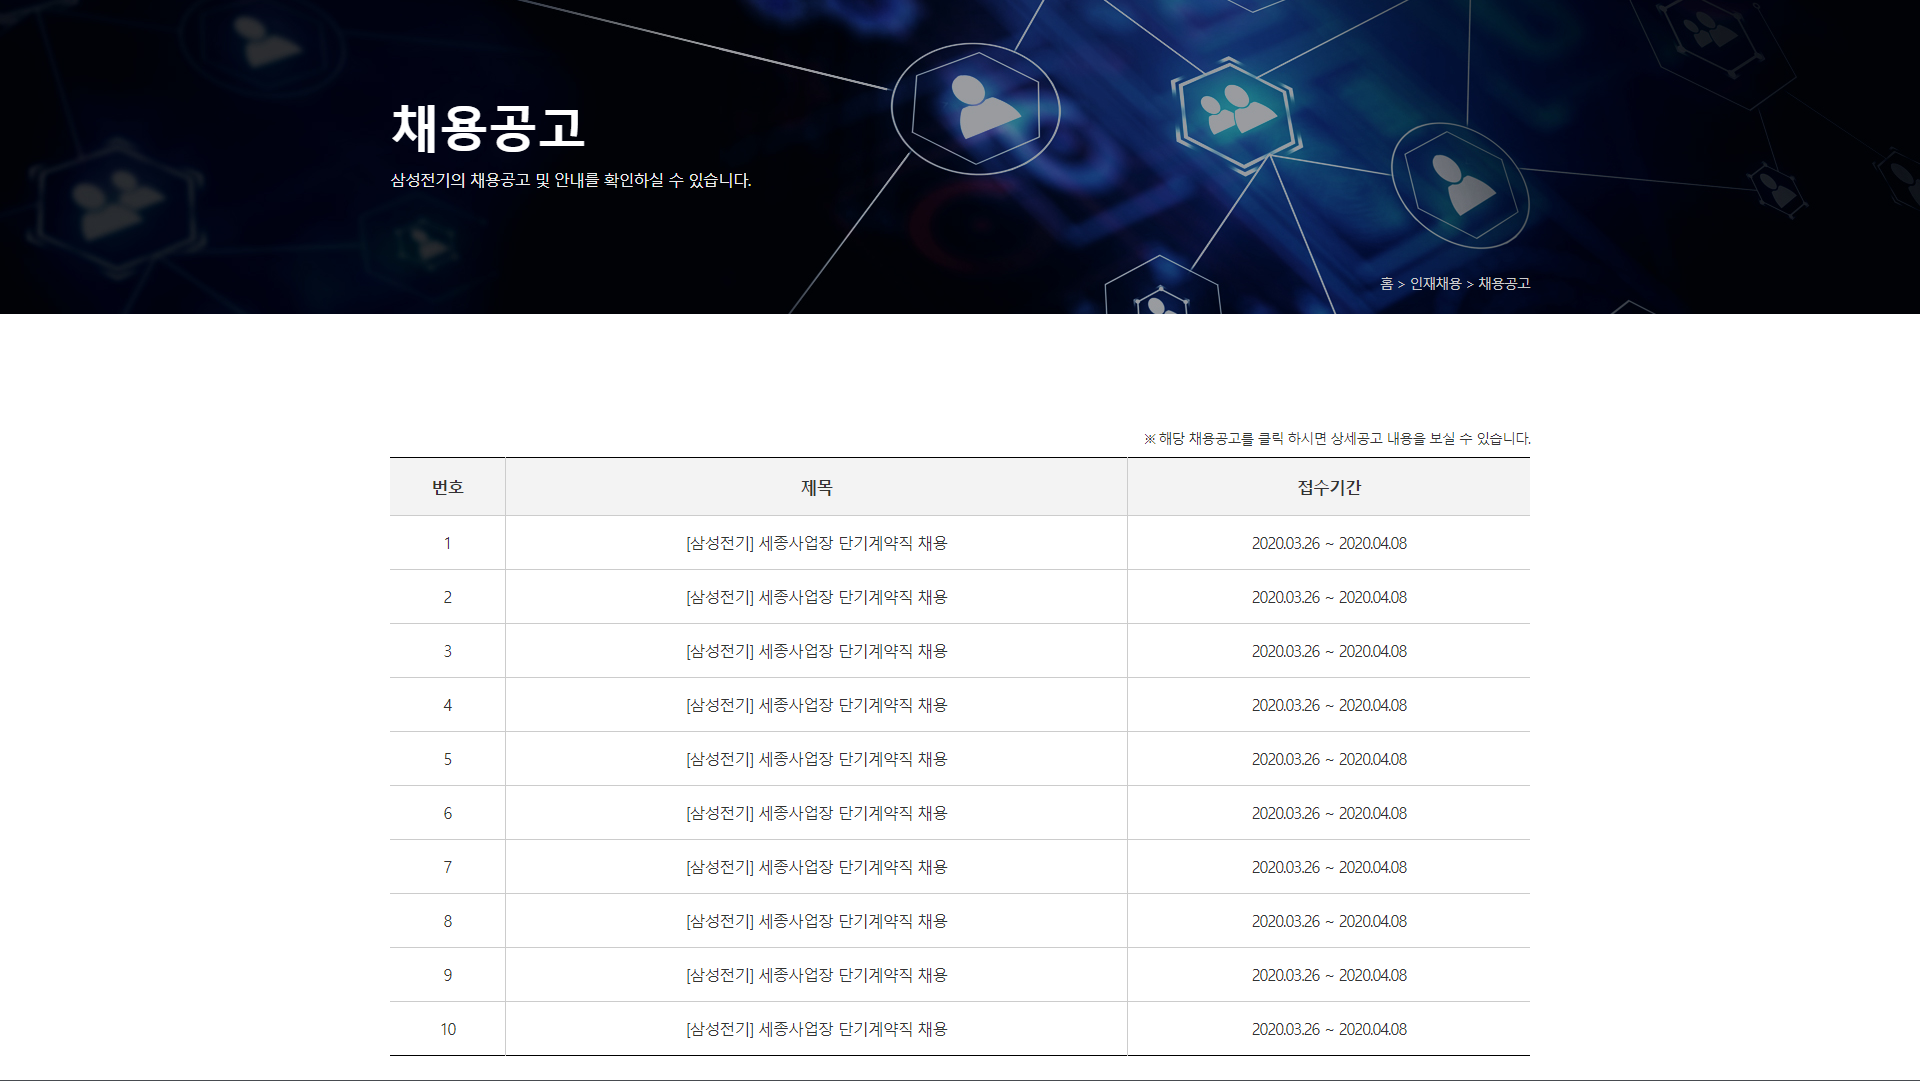 채용공고
삼성전기의 채용공고 및 안내를 확인하실 수 있습니다.
홈 > 인재채용 > 채용공고
※ 해당 채용공고를 클릭 하시면 상세공고 내용을 보실 수 있습니다.
번호 제목 접수기간
1 [삼성전기] 세종사업장 단기계약직 채용 2020.03.26 ~ 2020.04.08
2 [삼성전기] 세종사업장 단기계약직 채용 2020.03.26 ~ 2020.04.08
3 [삼성전기] 세종사업장 단기계약직 채용 2020.03.26 ~ 2020.04.08
4 [삼성전기] 세종사업장 단기계약직 채용 2020.03.26 ~ 2020.04.08
5 [삼성전기] 세종사업장 단기계약직 채용 2020.03.26 ~ 2020.04.08
6 [삼성전기] 세종사업장 단기계약직 채용 2020.03.26 ~ 2020.04.08
7 [삼성전기] 세종사업장 단기계약직 채용 2020.03.26 ~ 2020.04.08
8 [삼성전기] 세종사업장 단기계약직 채용 2020.03.26 ~ 2020.04.08
9 [삼성전기] 세종사업장 단기계약직 채용 2020.03.26 ~ 2020.04.08
10 [삼성전기] 세종사업장 단기계약직 채용 2020.03.26 ~ 2020.04.08